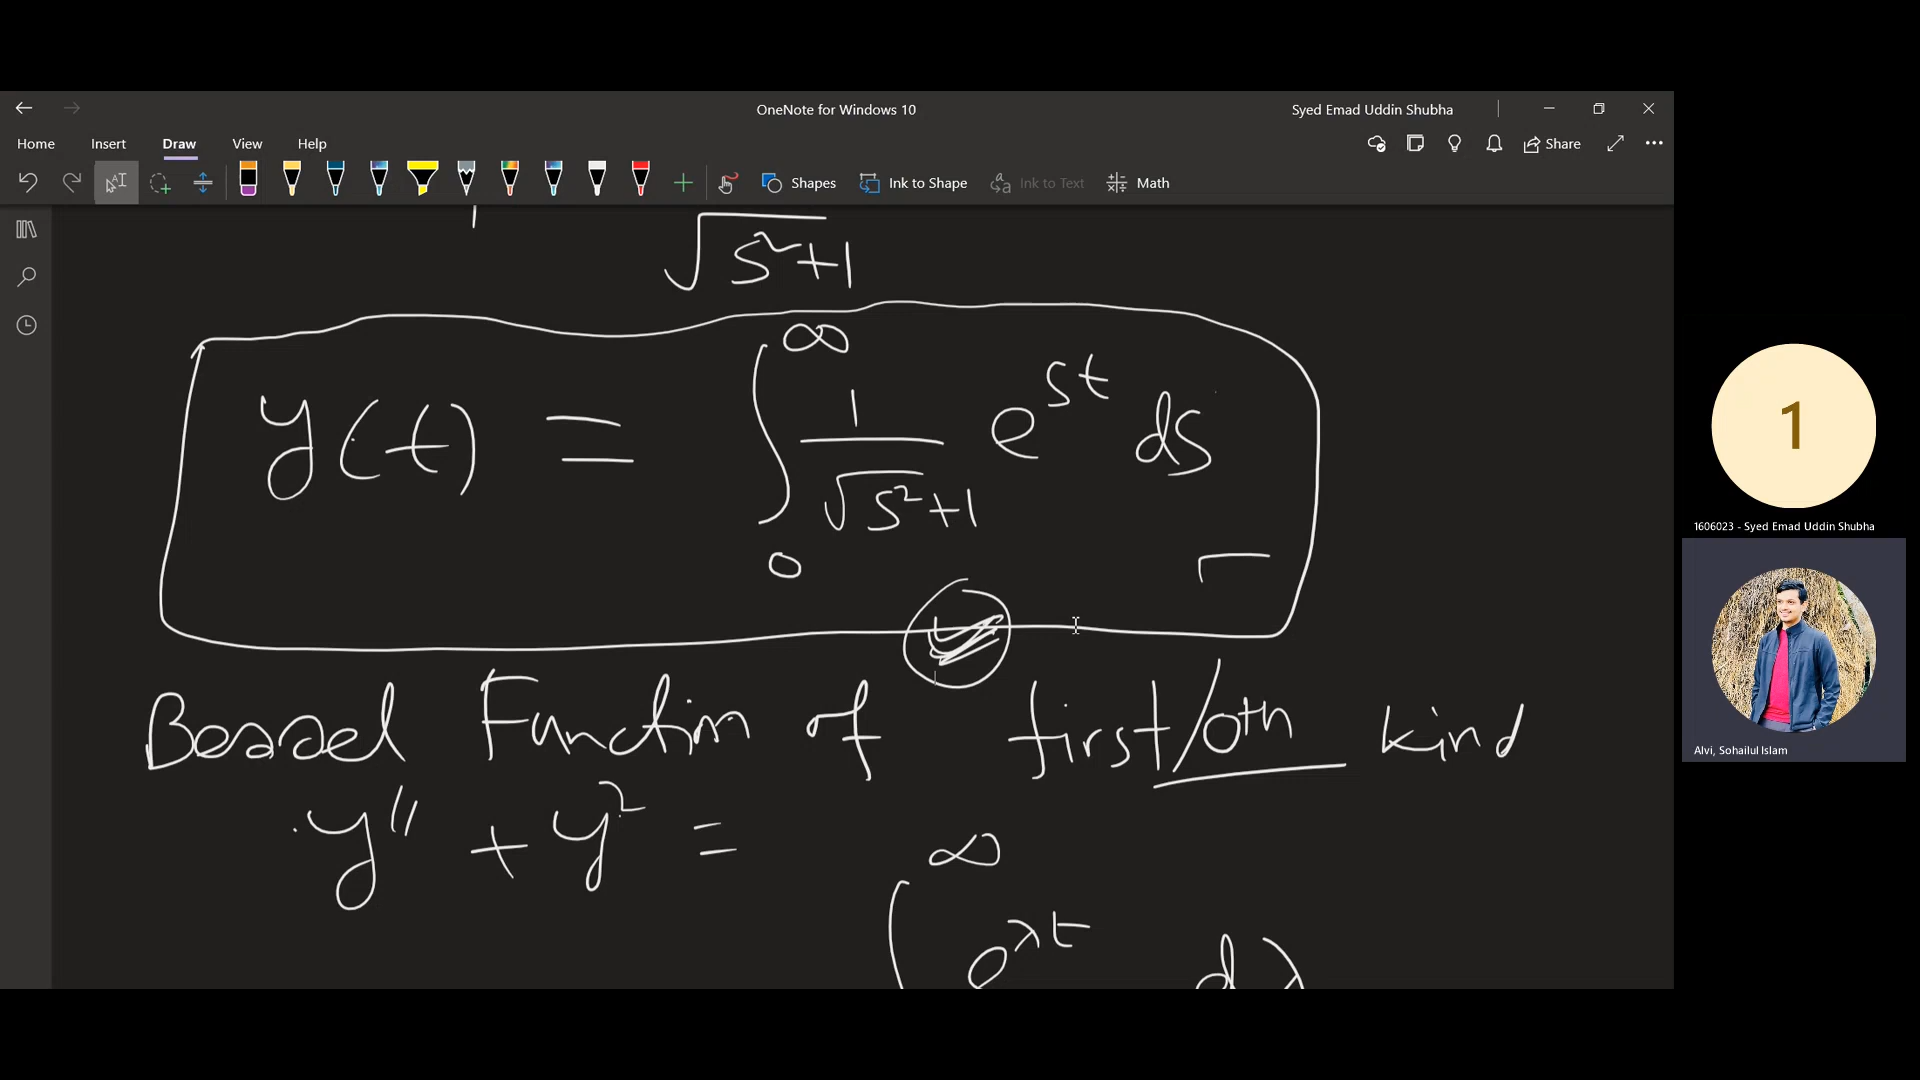 OneNote for Windows 10
Syed Emad Uddin Shubha
Home Insert Draw View Help
Share
Shapes Ink to Shape Ink to Text Math
√(s²+1)
y(t) = ∫₀^∞ 1/√(s²+1) e^{st} ds
Bessel Function of first/0th kind
y'' + y² =
∞
e^{λt} dλ
1
1606023 - Syed Emad Uddin Shubha
Alvi, Sohailul Islam